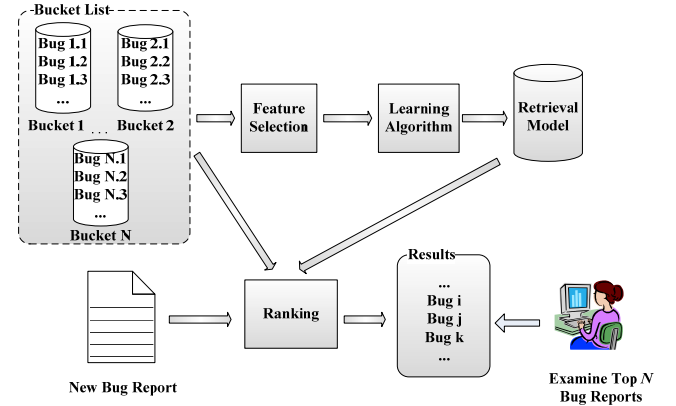 Bucket List
Bug 1.1
Bug 1.2
Bug 1.3
...
Bucket 1
Bug 2.1
Bug 2.2
Bug 2.3
...
Bucket 2
...
Bug N.1
Bug N.2
Bug N.3
...
Bucket N
Feature
Selection
Learning
Algorithm
Retrieval
Model
New Bug Report
Ranking
Results
...
Bug i
Bug j
Bug k
...
Examine Top N
Bug Reports